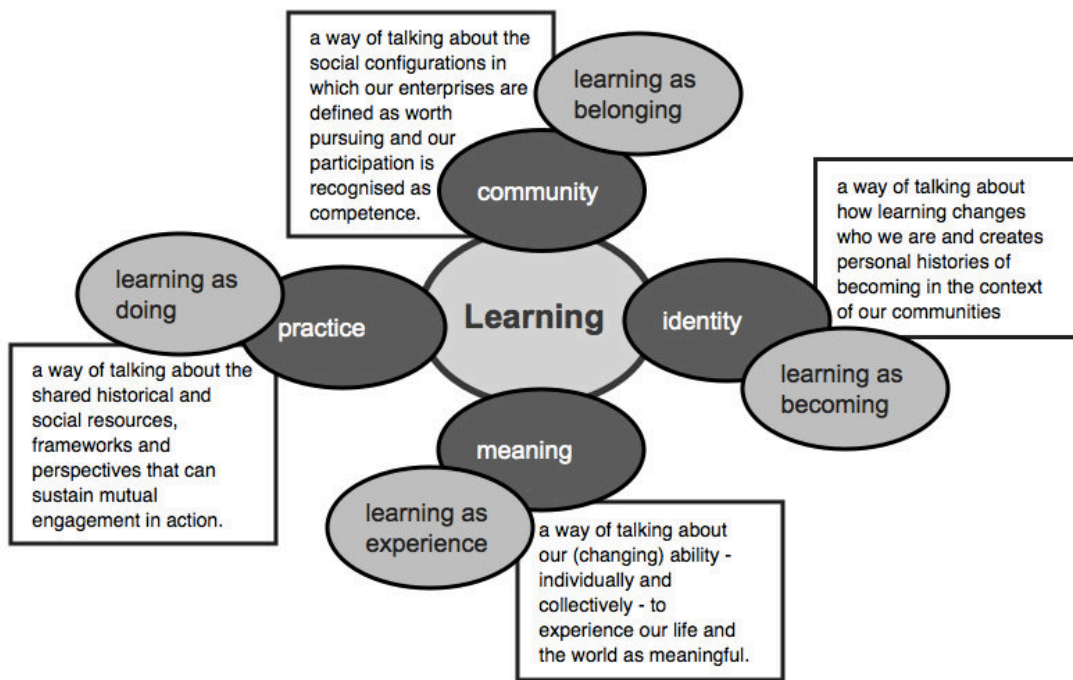 a way of talking about the
social configurations in
which our enterprises are
defined as worth
pursuing and our
participation is
recognised as
competence.
learning as
belonging
community
a way of talking about
how learning changes
who we are and creates
personal histories of
becoming in the context
of our communities
learning as
doing
practice
Learning
identity
learning as
becoming
a way of talking about the
shared historical and
social resources,
frameworks and
perspectives that can
sustain mutual
engagement in action.
meaning
learning as
experience
a way of talking about
our (changing) ability -
individually and
collectively - to
experience our life and
the world as meaningful.